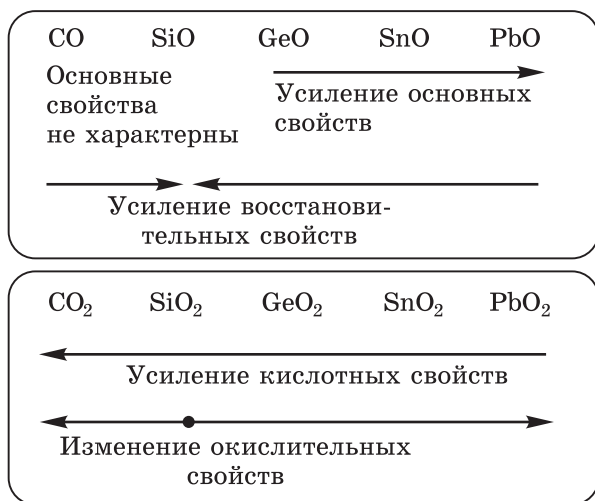 CO SiO GeO SnO PbO
Основные
свойства
не характерны
Усиление основных
свойств
Усиление восстанови-
тельных свойств
CO₂ SiO₂ GeO₂ SnO₂ PbO₂
Усиление кислотных свойств
Изменение окислительных
свойств